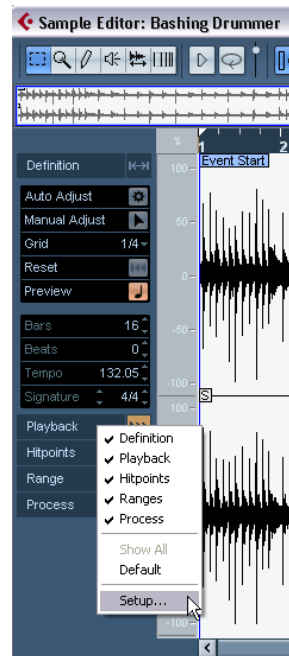 Sample Editor: Bashing Drummer
%
1 2
Definition
Event Start
100
Auto Adjust
Manual Adjust
Grid 1/4
50
Reset
Preview
0
Bars 16
Beats 0
-50
Tempo 132.05
Signature 4/4
-100
100
S
Playback
Hitpoints
Range
Process
Definition
Playback
Hitpoints
Ranges
Process
Show All
Default
Setup...
-100